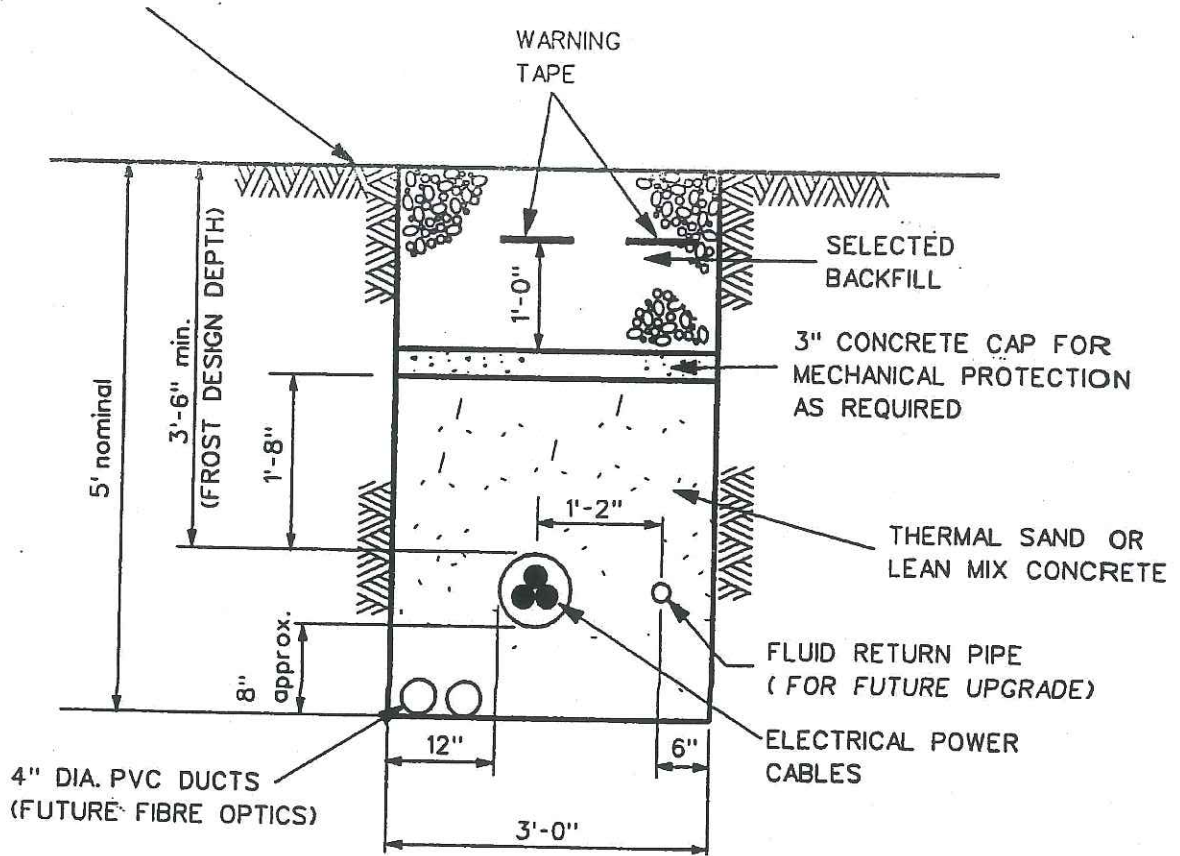 WARNING
TAPE
SELECTED
BACKFILL
1'-0"
3" CONCRETE CAP FOR
MECHANICAL PROTECTION
AS REQUIRED
5' nominal
3'-6" min.
(FROST DESIGN DEPTH)
1'-8"
1'-2"
THERMAL SAND OR
LEAN MIX CONCRETE
8"
approx.
FLUID RETURN PIPE
( FOR FUTURE UPGRADE)
12"
6"
ELECTRICAL POWER
CABLES
4" DIA. PVC DUCTS
(FUTURE FIBRE OPTICS)
3'-0"